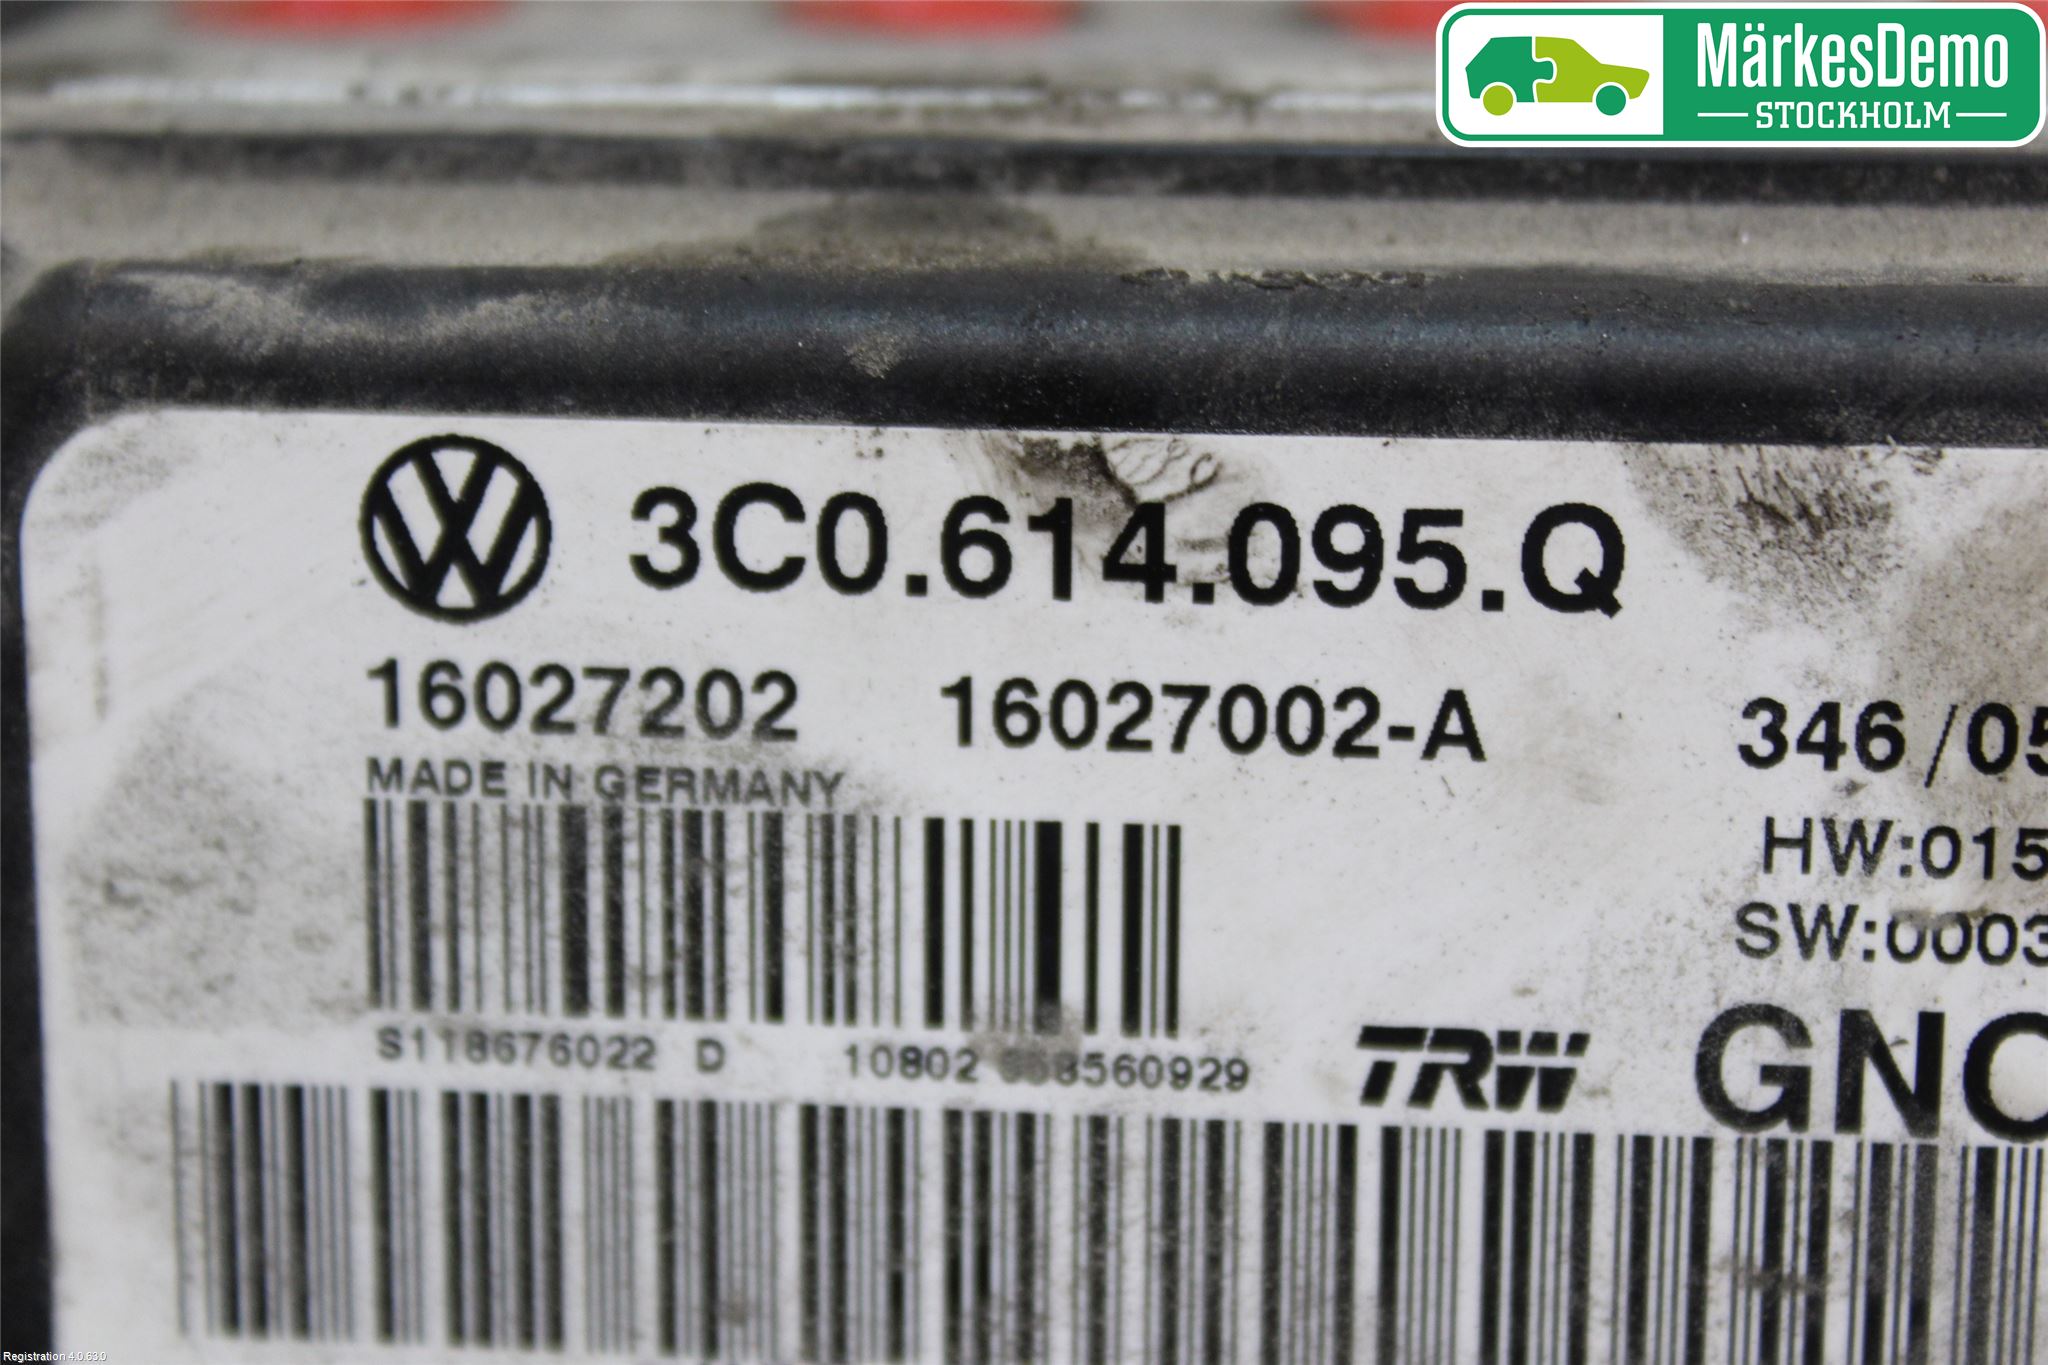 MärkesDemo
STOCKHOLM
3C0.614.095.Q
16027202 16027002-A 346/05
MADE IN GERMANY
HW:015
SW:0003
S118676022 D 10802
TRW GNC
Registration 4.0.63.0